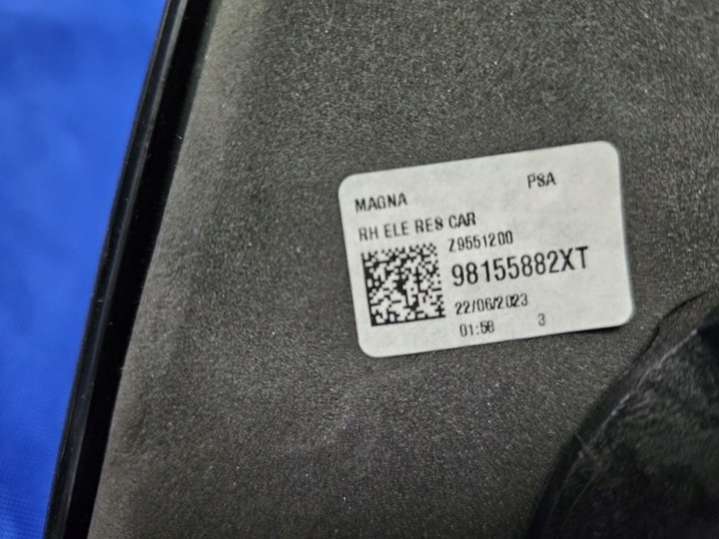 MAGNA PSA
RH ELE RES CAR
Z9551200
98155882XT
22/06/2023
01:58 3